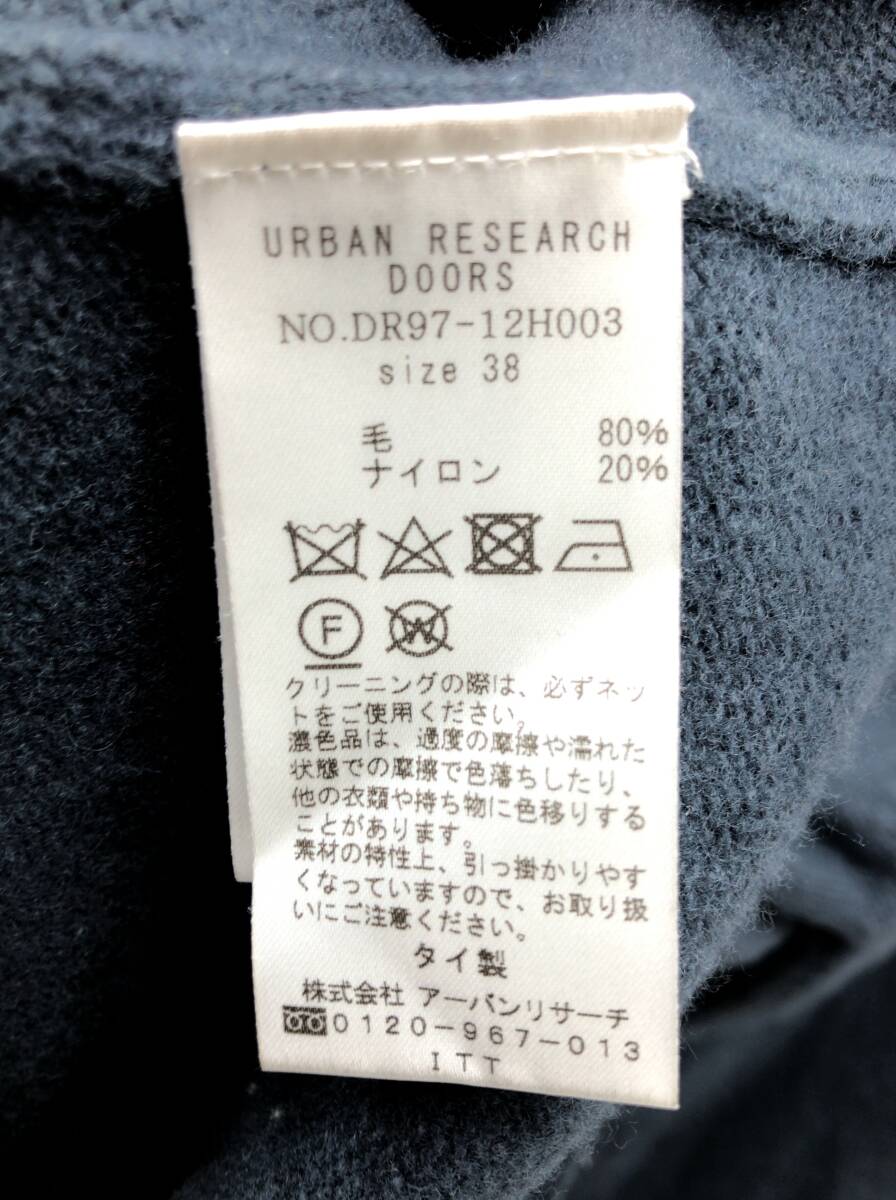 URBAN RESEARCH
DOORS
NO.DR97-12H003
size 38
毛 80%
ナイロン 20%
F W
クリーニングの際は、必ずネッ
トをご使用ください。
濃色品は、過度の摩擦や濡れた
状態での摩擦で色落ちしたり、
他の衣類や持ち物に色移りする
ことがあります。
素材の特性上、引っ掛かりやす
くなっていますので、お取り扱
いにご注意ください。
タイ製
株式会社 アーバンリサーチ
0120-967-013
ITT